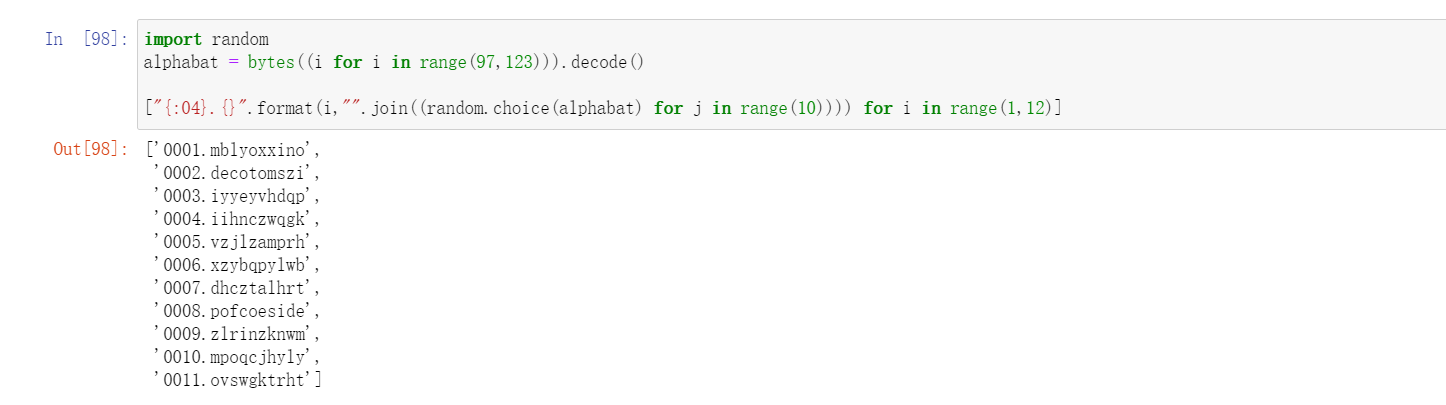 In [98]: import random
alphabat = bytes((i for i in range(97,123))).decode()
["{:04}.{}".format(i,"".join((random.choice(alphabat) for j in range(10)))) for i in range(1,12)]
Out[98]: ['0001.mblyoxxino',
'0002.decotomszi',
'0003.iyyeyvhdqp',
'0004.iihnczwqgk',
'0005.vzjlzamprh',
'0006.xzybqpylwb',
'0007.dhcztalhrt',
'0008.pofcoeside',
'0009.zlrinzknwm',
'0010.mpoqcjhyly',
'0011.ovswgktrht']